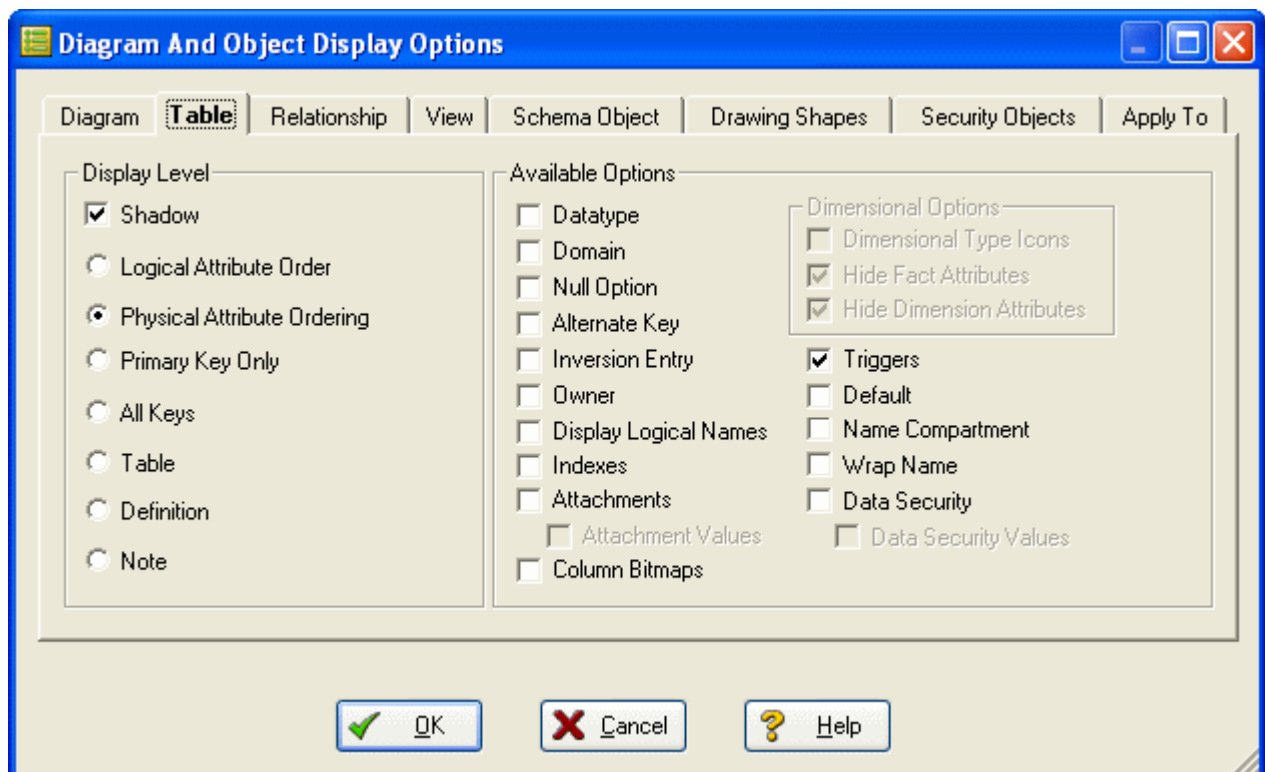 Diagram And Object Display Options
Diagram Table Relationship View Schema Object Drawing Shapes Security Objects Apply To
Display Level
Shadow
Logical Attribute Order
Physical Attribute Ordering
Primary Key Only
All Keys
Table
Definition
Note
Available Options
Datatype
Domain
Null Option
Alternate Key
Inversion Entry
Owner
Display Logical Names
Indexes
Attachments
Attachment Values
Column Bitmaps
Dimensional Options
Dimensional Type Icons
Hide Fact Attributes
Hide Dimension Attributes
Triggers
Default
Name Compartment
Wrap Name
Data Security
Data Security Values
OK Cancel Help